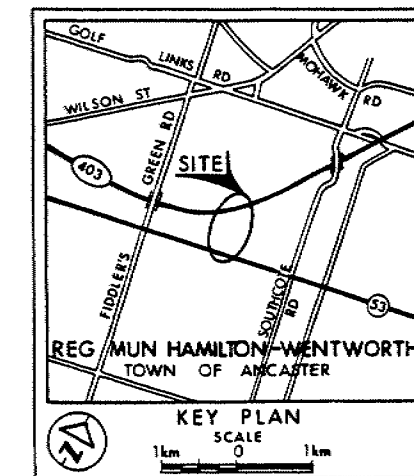 GOLF LINKS RD
MOHAWK RD
WILSON ST
GREEN RD
SITE
403
FIDDLER'S
SOUTHCOTE RD
53
REG MUN HAMILTON-WENTWORTH
TOWN OF ANCASTER
N
KEY PLAN
SCALE
1km 0 1km